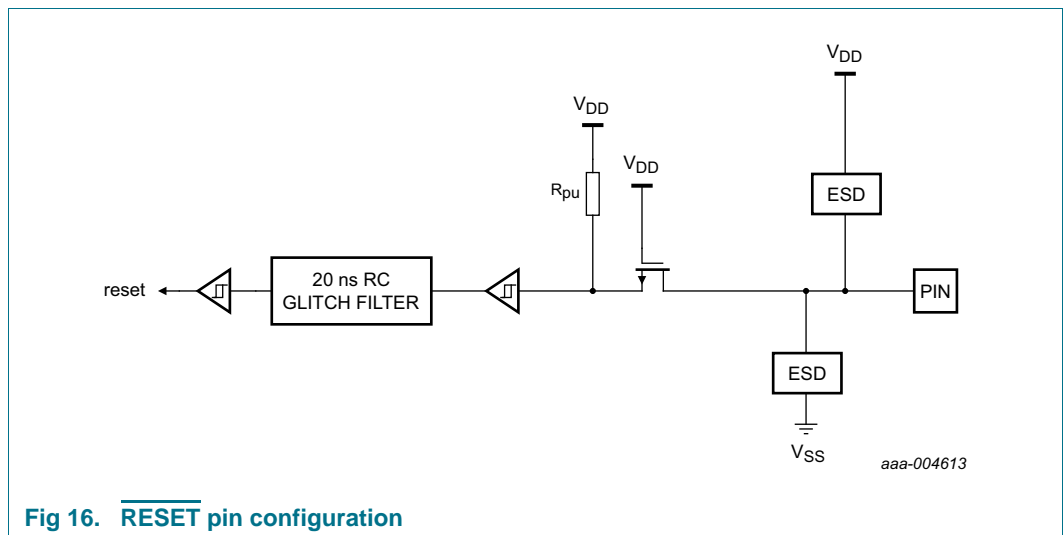 VDD
VDD
VDD
Rpu
ESD
reset
20 ns RC
GLITCH FILTER
PIN
ESD
VSS
aaa-004613
Fig 16. RESET pin configuration